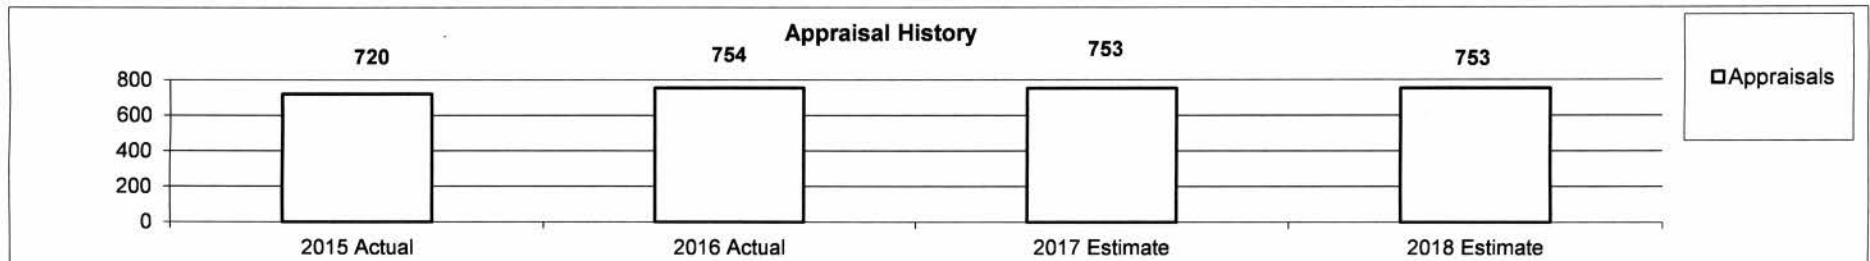 Appraisal History
720
754
753
753
800
600
400
200
0
2015 Actual
2016 Actual
2017 Estimate
2018 Estimate
Appraisals